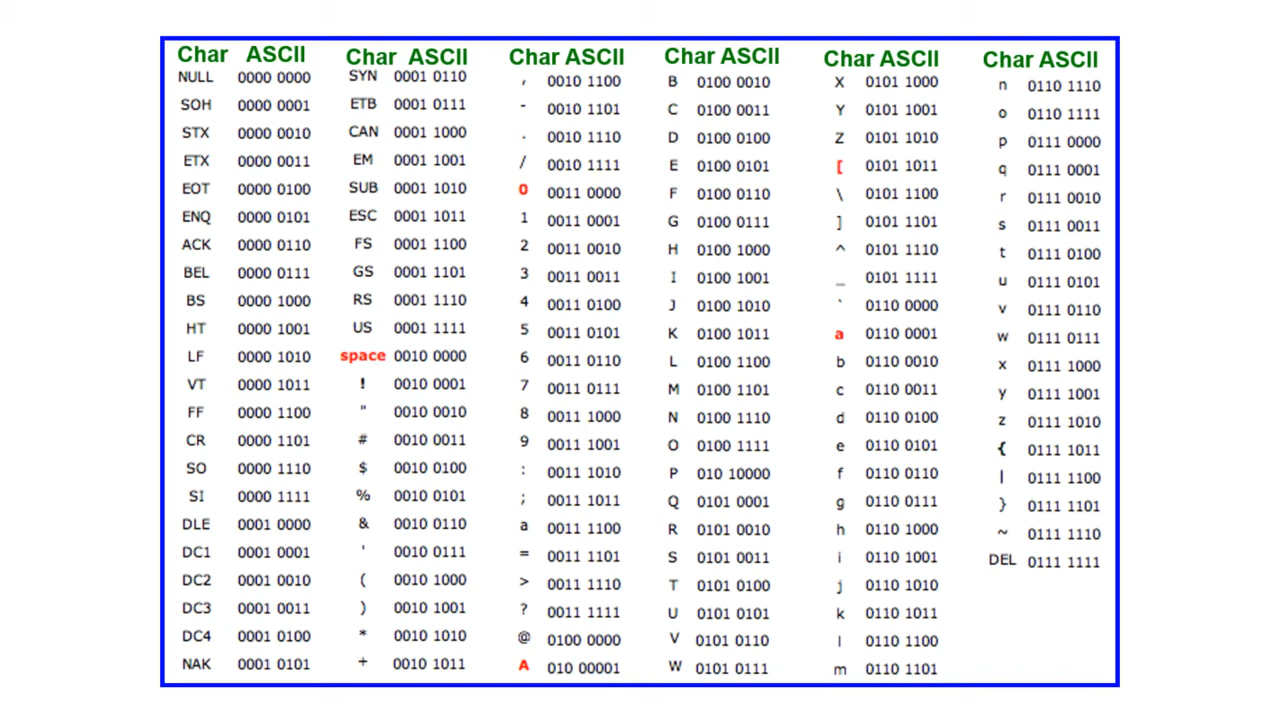 Char ASCII Char ASCII Char ASCII Char ASCII Char ASCII Char ASCII
NULL 0000 0000 SYN 0001 0110 , 0010 1100 B 0100 0010 X 0101 1000 n 0110 1110
SOH 0000 0001 ETB 0001 0111 - 0010 1101 C 0100 0011 Y 0101 1001 o 0110 1111
STX 0000 0010 CAN 0001 1000 . 0010 1110 D 0100 0100 Z 0101 1010 p 0111 0000
ETX 0000 0011 EM 0001 1001 / 0010 1111 E 0100 0101 [ 0101 1011 q 0111 0001
EOT 0000 0100 SUB 0001 1010 0 0011 0000 F 0100 0110 \ 0101 1100 r 0111 0010
ENQ 0000 0101 ESC 0001 1011 1 0011 0001 G 0100 0111 ] 0101 1101 s 0111 0011
ACK 0000 0110 FS 0001 1100 2 0011 0010 H 0100 1000 ^ 0101 1110 t 0111 0100
BEL 0000 0111 GS 0001 1101 3 0011 0011 I 0100 1001 _ 0101 1111 u 0111 0101
BS 0000 1000 RS 0001 1110 4 0011 0100 J 0100 1010 ` 0110 0000 v 0111 0110
HT 0000 1001 US 0001 1111 5 0011 0101 K 0100 1011 a 0110 0001 w 0111 0111
LF 0000 1010 space 0010 0000 6 0011 0110 L 0100 1100 b 0110 0010 x 0111 1000
VT 0000 1011 ! 0010 0001 7 0011 0111 M 0100 1101 c 0110 0011 y 0111 1001
FF 0000 1100 " 0010 0010 8 0011 1000 N 0100 1110 d 0110 0100 z 0111 1010
CR 0000 1101 # 0010 0011 9 0011 1001 O 0100 1111 e 0110 0101 { 0111 1011
SO 0000 1110 $ 0010 0100 : 0011 1010 P 010 10000 f 0110 0110 | 0111 1100
SI 0000 1111 % 0010 0101 ; 0011 1011 Q 0101 0001 g 0110 0111 } 0111 1101
DLE 0001 0000 & 0010 0110 a 0011 1100 R 0101 0010 h 0110 1000 ~ 0111 1110
DC1 0001 0001 ' 0010 0111 = 0011 1101 S 0101 0011 i 0110 1001 DEL 0111 1111
DC2 0001 0010 ( 0010 1000 > 0011 1110 T 0101 0100 j 0110 1010
DC3 0001 0011 ) 0010 1001 ? 0011 1111 U 0101 0101 k 0110 1011
DC4 0001 0100 * 0010 1010 @ 0100 0000 V 0101 0110 l 0110 1100
NAK 0001 0101 + 0010 1011 A 010 00001 W 0101 0111 m 0110 1101